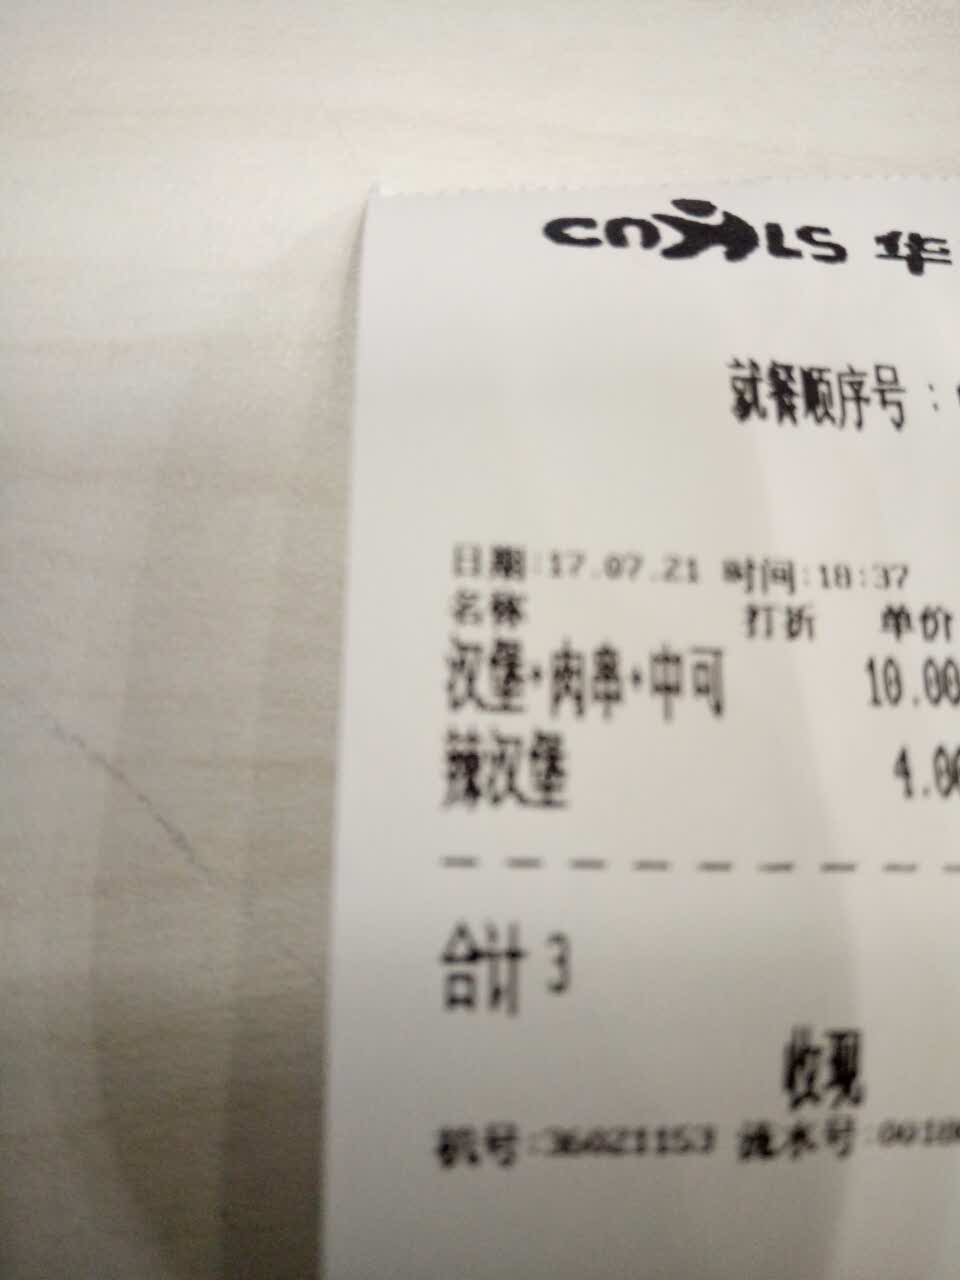 CNHLS 华
就餐顺序号：
日期:17.07.21 时间:18:37
名称 打折 单价
汉堡+肉串+中可 10.00
辣汉堡 4.00
合计 3
收现
机号:36021153 流水号:0010